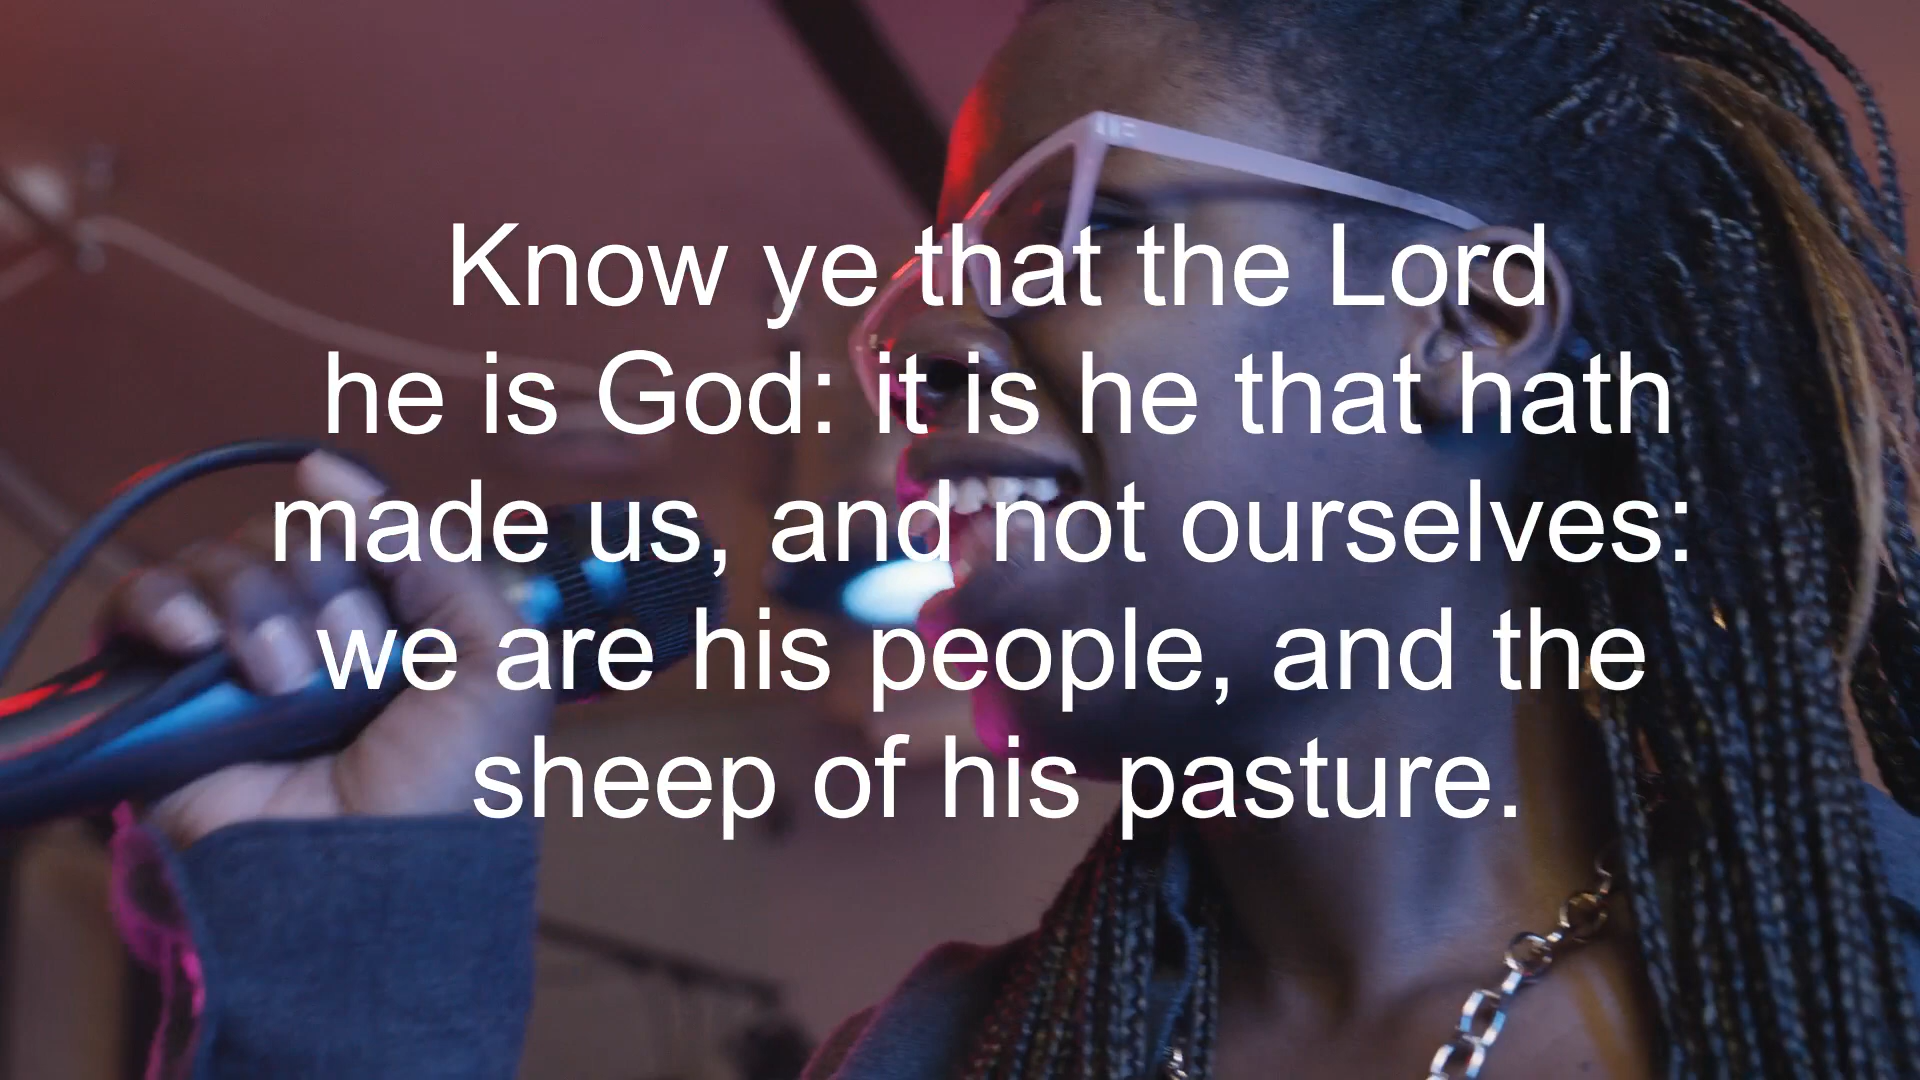 Know ye that the Lord
he is God: it is he that hath
made us, and not ourselves:
we are his people, and the
sheep of his pasture.